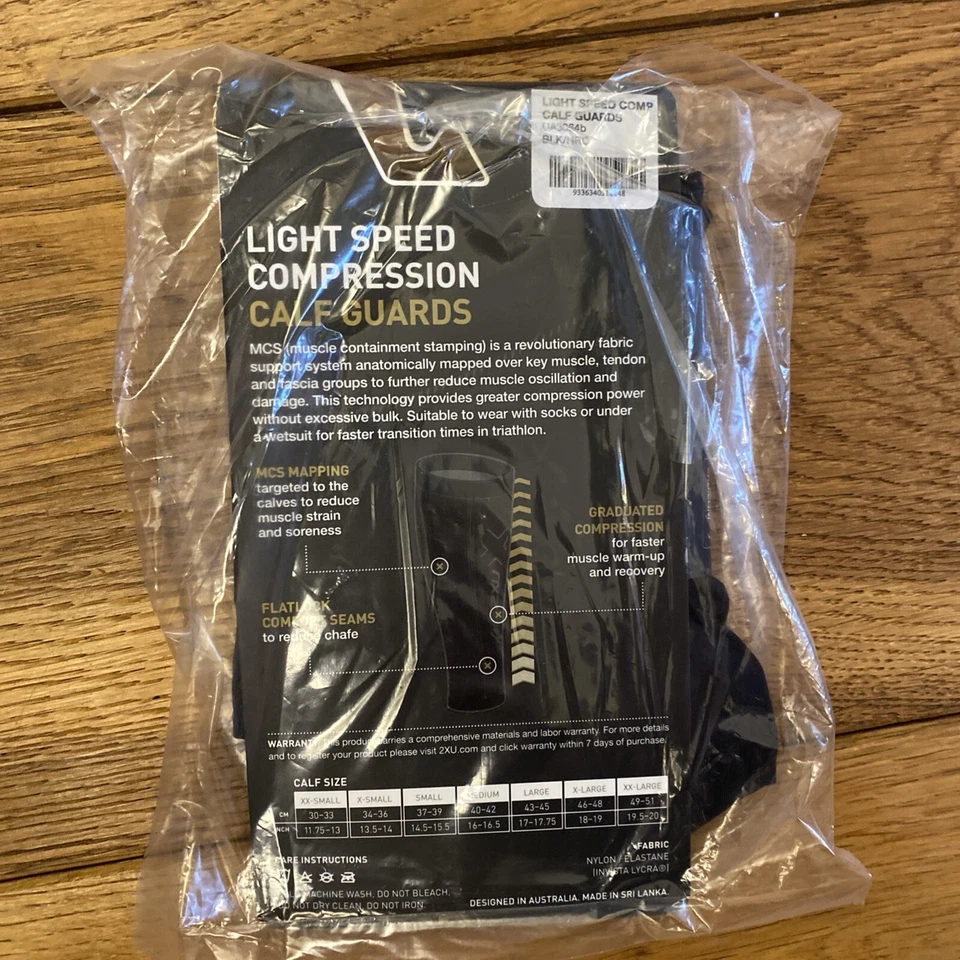 LIGHT SPEED COMP
CALF GUARDS
BLK/NRO
LIGHT SPEED
COMPRESSION
CALF GUARDS
MCS (muscle containment stamping) is a revolutionary fabric
support system anatomically mapped over key muscle, tendon
and fascia groups to further reduce muscle oscillation and
damage. This technology provides greater compression power
without excessive bulk. Suitable to wear with socks or under
a wetsuit for faster transition times in triathlon.
MCS MAPPING
targeted to the
calves to reduce
muscle strain
and soreness
GRADUATED
COMPRESSION
for faster
muscle warm-up
and recovery
FLATLOCK
COMFORT SEAMS
to reduce chafe
WARRANTY This product carries a comprehensive materials and labor warranty. For more details
and to register your product please visit 2XU.com and click warranty within 7 days of purchase.
CALF SIZE
XX-SMALL X-SMALL SMALL MEDIUM LARGE X-LARGE XX-LARGE
CM 30-33 34-36 37-39 40-42 43-45 46-48 49-51
INCH 11.75-13 13.5-14 14.5-15.5 16-16.5 17-17.75 18-19 19.5-20
CARE INSTRUCTIONS
MACHINE WASH. DO NOT BLEACH.
DO NOT DRY CLEAN. DO NOT IRON.
FABRIC
NYLON / ELASTANE
[INVISTA LYCRA®]
DESIGNED IN AUSTRALIA. MADE IN SRI LANKA.